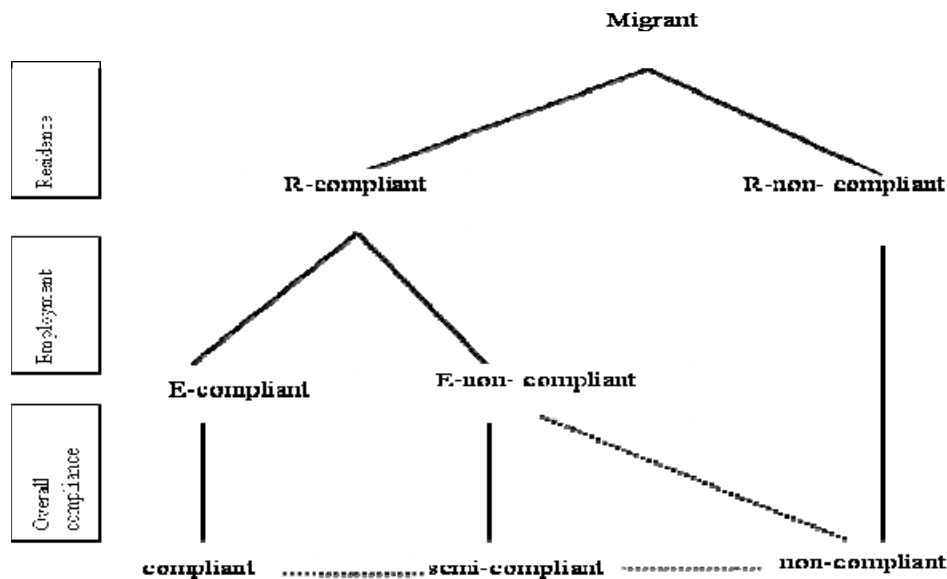 Migrant
Residence
R-compliant
R-non- compliant
Employment
E-compliant
E-non- compliant
Overall
compliance
compliant
semi-compliant
non-compliant